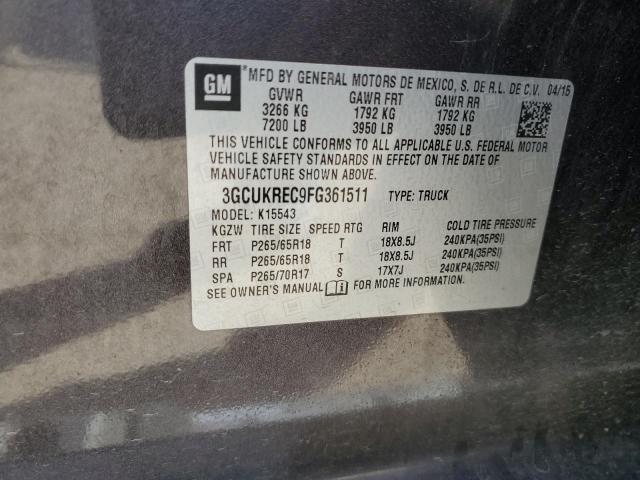 GM
*MFD BY GENERAL MOTORS DE MEXICO, S. DE R.L. DE C.V. 04/15
GVWR GAWR FRT GAWR RR
3266 KG 1792 KG 1792 KG
7200 LB 3950 LB 3950 LB
THIS VEHICLE CONFORMS TO ALL APPLICABLE U.S. FEDERAL MOTOR
VEHICLE SAFETY STANDARDS IN EFFECT ON THE DATE OF
MANUFACTURE SHOWN ABOVE.
3GCUKREC9FG361511 TYPE: TRUCK
MODEL: K15543
KGZW TIRE SIZE SPEED RTG RIM COLD TIRE PRESSURE
FRT P265/65R18 T 18X8.5J 240KPA(35PSI)
RR P265/65R18 T 18X8.5J 240KPA(35PSI)
SPA P265/70R17 S 17X7J 240KPA(35PSI)
SEE OWNER'S MANUAL FOR MORE INFORMATION.